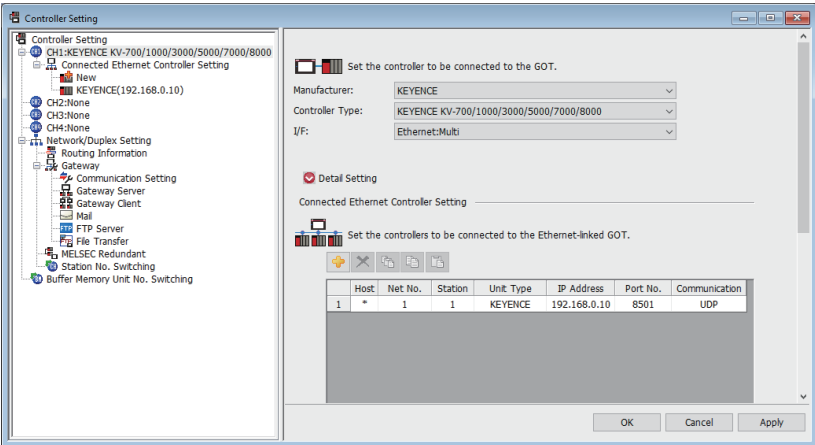 Controller Setting
Controller Setting
CH1:KEYENCE KV-700/1000/3000/5000/7000/8000
Connected Ethernet Controller Setting
New
KEYENCE(192.168.0.10)
CH2:None
CH3:None
CH4:None
Network/Duplex Setting
Routing Information
Gateway
Communication Setting
Gateway Server
Gateway Client
Mail
FTP Server
File Transfer
MELSEC Redundant
Station No. Switching
Buffer Memory Unit No. Switching
Set the controller to be connected to the GOT.
Manufacturer: KEYENCE
Controller Type: KEYENCE KV-700/1000/3000/5000/7000/8000
I/F: Ethernet:Multi
Detail Setting
Connected Ethernet Controller Setting
Set the controllers to be connected to the Ethernet-linked GOT.
Host Net No. Station Unit Type IP Address Port No. Communication
1 * 1 1 KEYENCE 192.168.0.10 8501 UDP
OK Cancel Apply